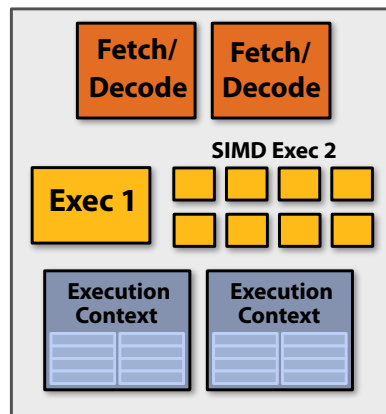 Fetch/
Decode
Fetch/
Decode
SIMD Exec 2
Exec 1
Execution
Context
Execution
Context